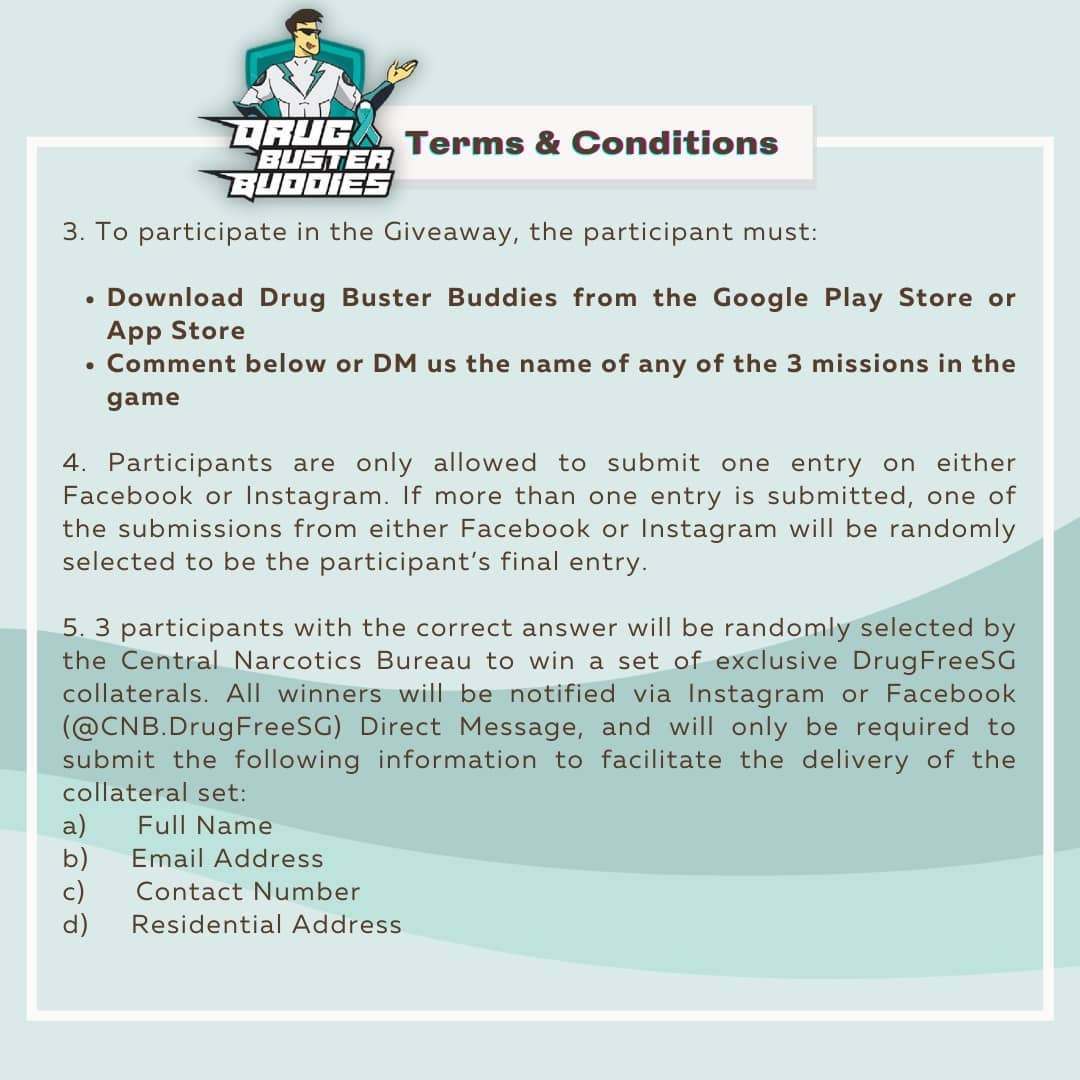 DRUG
BUSTER
BUDDIES
Terms & Conditions
3. To participate in the Giveaway, the participant must:
• Download Drug Buster Buddies from the Google Play Store or
App Store
• Comment below or DM us the name of any of the 3 missions in the
game
4. Participants are only allowed to submit one entry on either
Facebook or Instagram. If more than one entry is submitted, one of
the submissions from either Facebook or Instagram will be randomly
selected to be the participant’s final entry.
5. 3 participants with the correct answer will be randomly selected by
the Central Narcotics Bureau to win a set of exclusive DrugFreeSG
collaterals. All winners will be notified via Instagram or Facebook
(@CNB.DrugFreeSG) Direct Message, and will only be required to
submit the following information to facilitate the delivery of the
collateral set:
a) Full Name
b) Email Address
c) Contact Number
d) Residential Address